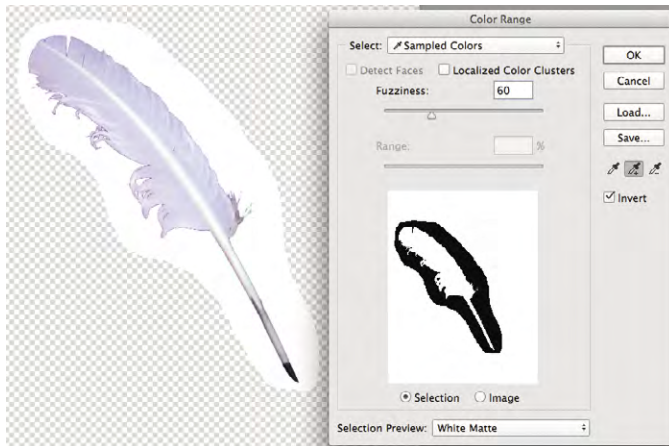 Color Range
Select: Sampled Colors
OK
Detect Faces Localized Color Clusters
Cancel
Fuzziness: 60
Load...
Save...
Range: %
Invert
Selection Image
Selection Preview: White Matte